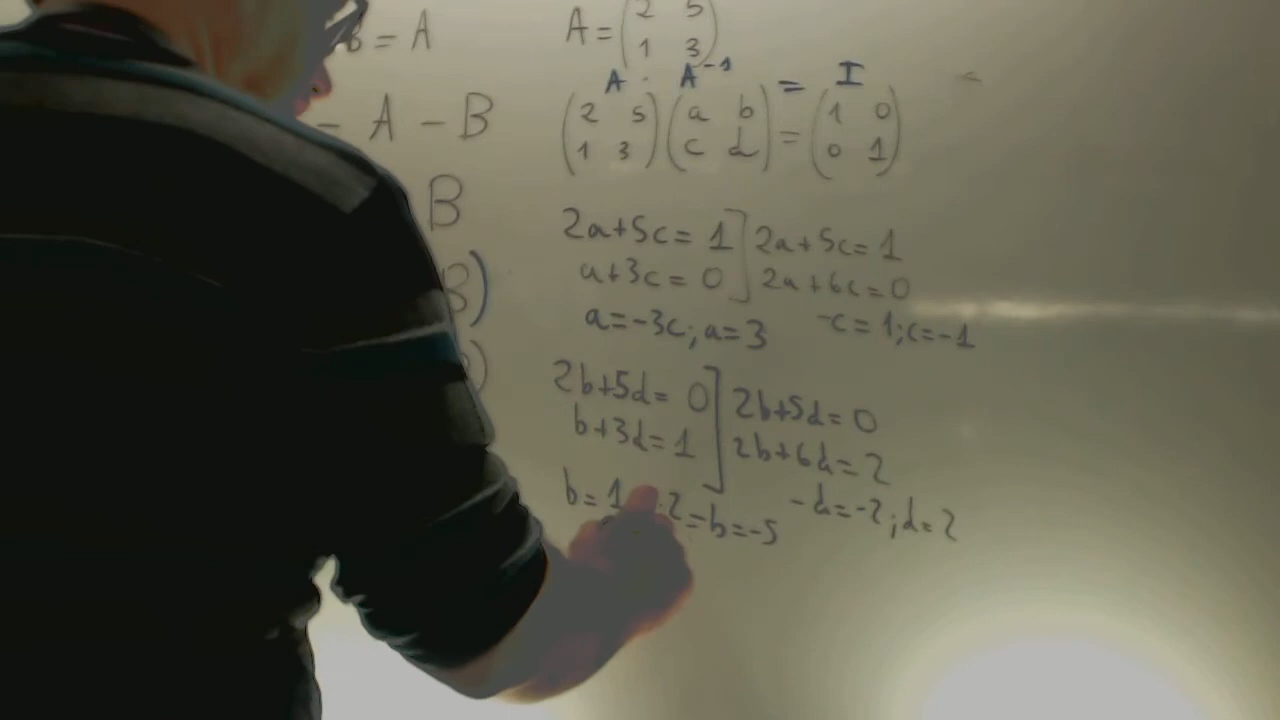 B = A
- A - B
B
B)
)
A = (2 5
1 3)
A · A⁻¹ = I
(2 5 (a b = (1 0
1 3) c d) 0 1)
2a+5c= 1] 2a+5c=1
a+3c= 0] 2a+6c=0
a=-3c; a=3 -c=1; c=-1
2b+5d= 0] 2b+5d=0
b+3d=1] 2b+6d=2
b=1 .2=b=-5 -d=-2; d=2